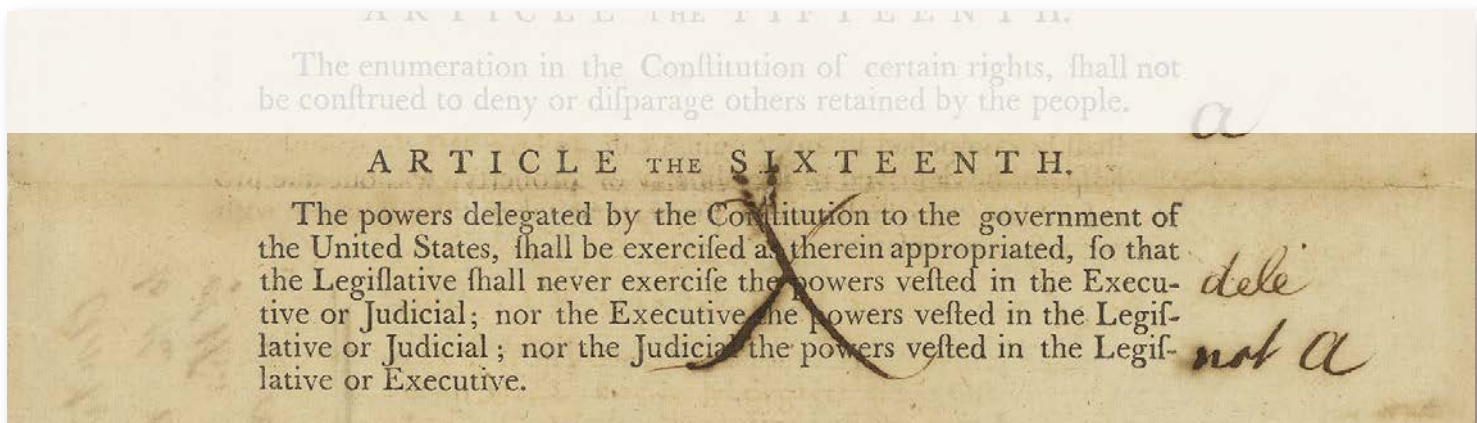 ARTICLE THE FIFTEENTH.
The enumeration in the Conſtitution of certain rights, ſhall not
be conſtrued to deny or diſparage others retained by the people.
a
ARTICLE THE SIXTEENTH.
The powers delegated by the Conſtitution to the government of
the United States, ſhall be exerciſed as therein appropriated, ſo that
the Legiſlative ſhall never exerciſe the powers veſted in the Execu- dele
tive or Judicial; nor the Executive the powers veſted in the Legiſ-
lative or Judicial; nor the Judicial the powers veſted in the Legiſ- not a
lative or Executive.